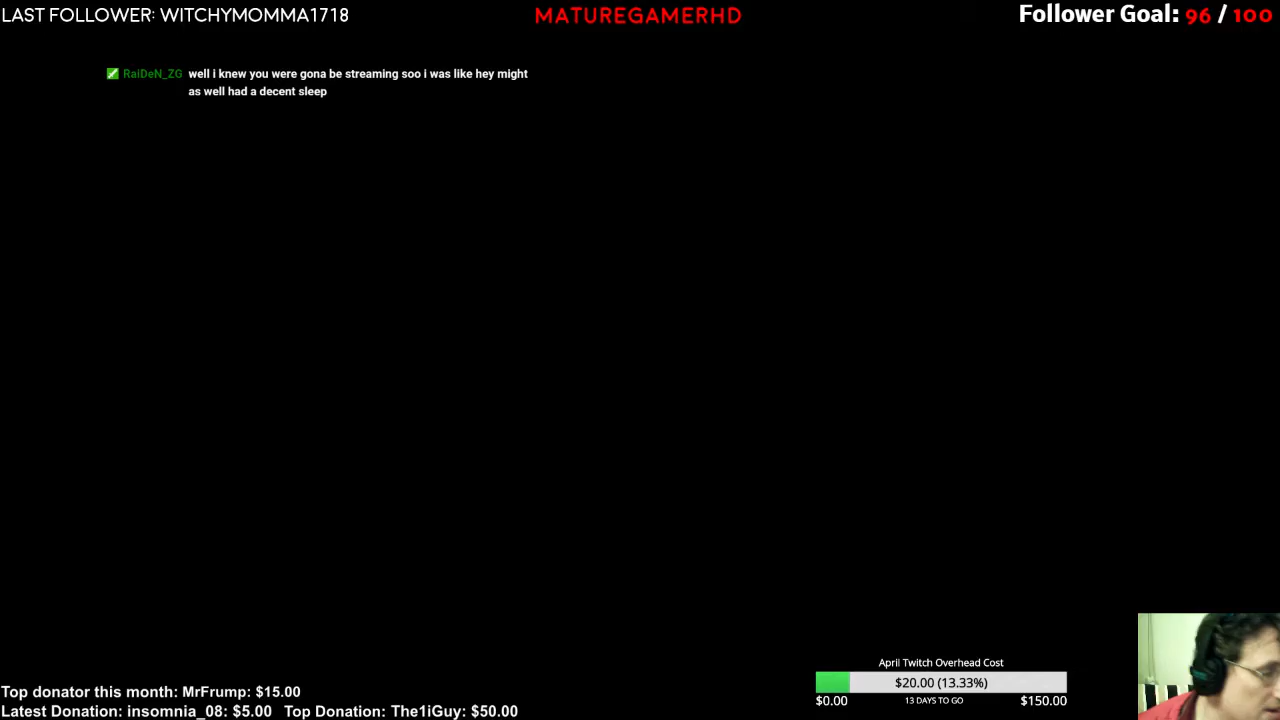 LAST FOLLOWER: WITCHYMOMMA1718
MATUREGAMERHD
Follower Goal: 96 / 100
RaiDeN_ZG well i knew you were gona be streaming soo i was like hey might
as well had a decent sleep
April Twitch Overhead Cost
$20.00 (13.33%)
$0.00 13 DAYS TO GO $150.00
Top donator this month: MrFrump: $15.00
Latest Donation: insomnia_08: $5.00 Top Donation: The1iGuy: $50.00